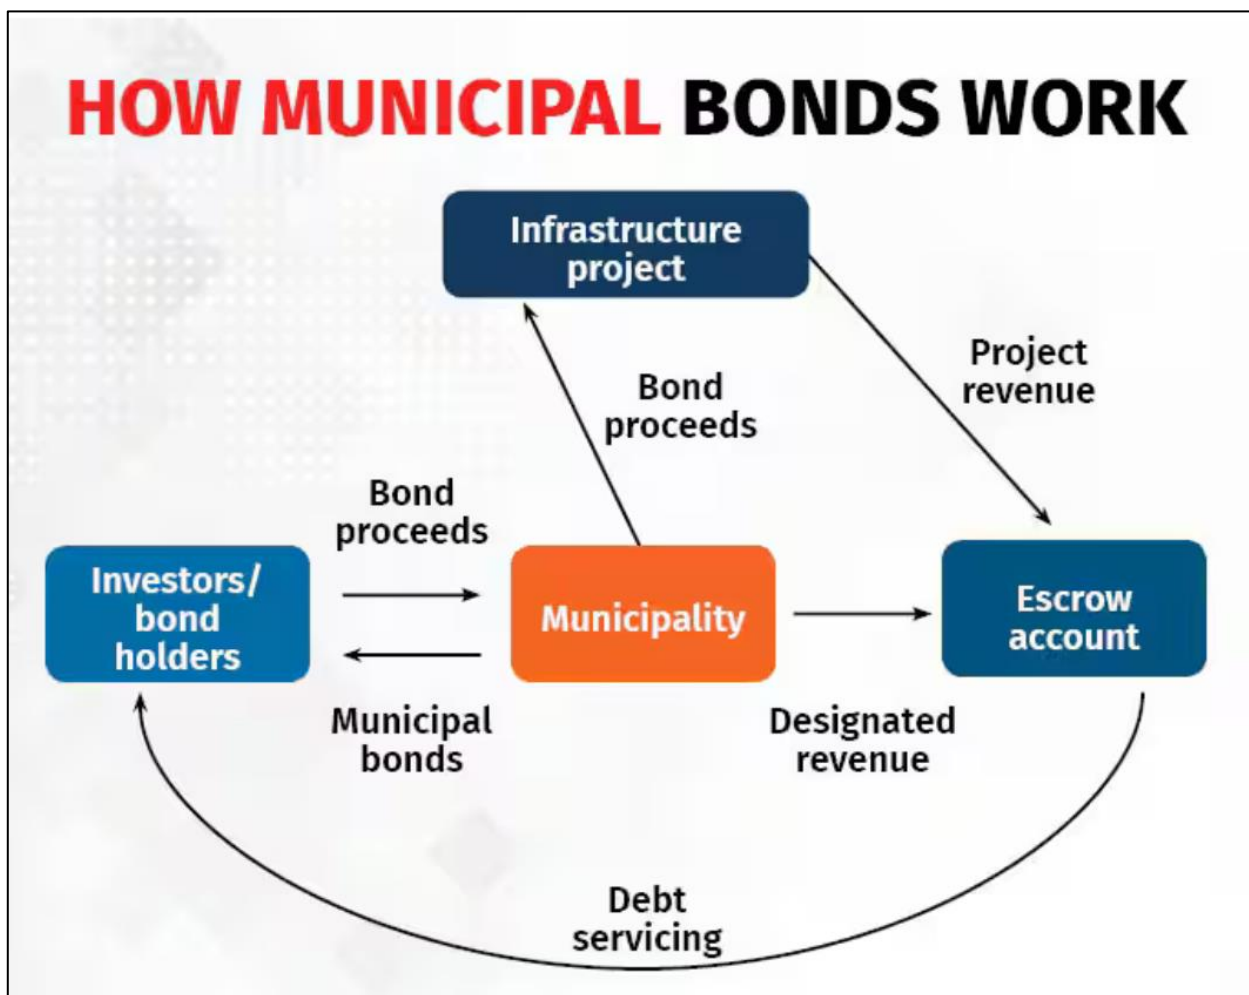 HOW MUNICIPAL BONDS WORK
Infrastructure
project
Project
revenue
Bond
proceeds
Bond
proceeds
Investors/
bond
holders
Municipality
Escrow
account
Municipal
bonds
Designated
revenue
Debt
servicing